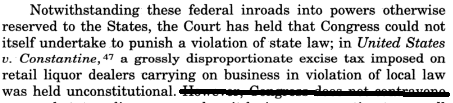 Notwithstanding these federal inroads into powers otherwise
reserved to the States, the Court has held that Congress could not
itself undertake to punish a violation of state law; in United States
v. Constantine,⁴⁷ a grossly disproportionate excise tax imposed on
retail liquor dealers carrying on business in violation of local law
was held unconstitutional. However, Congress does not contravene